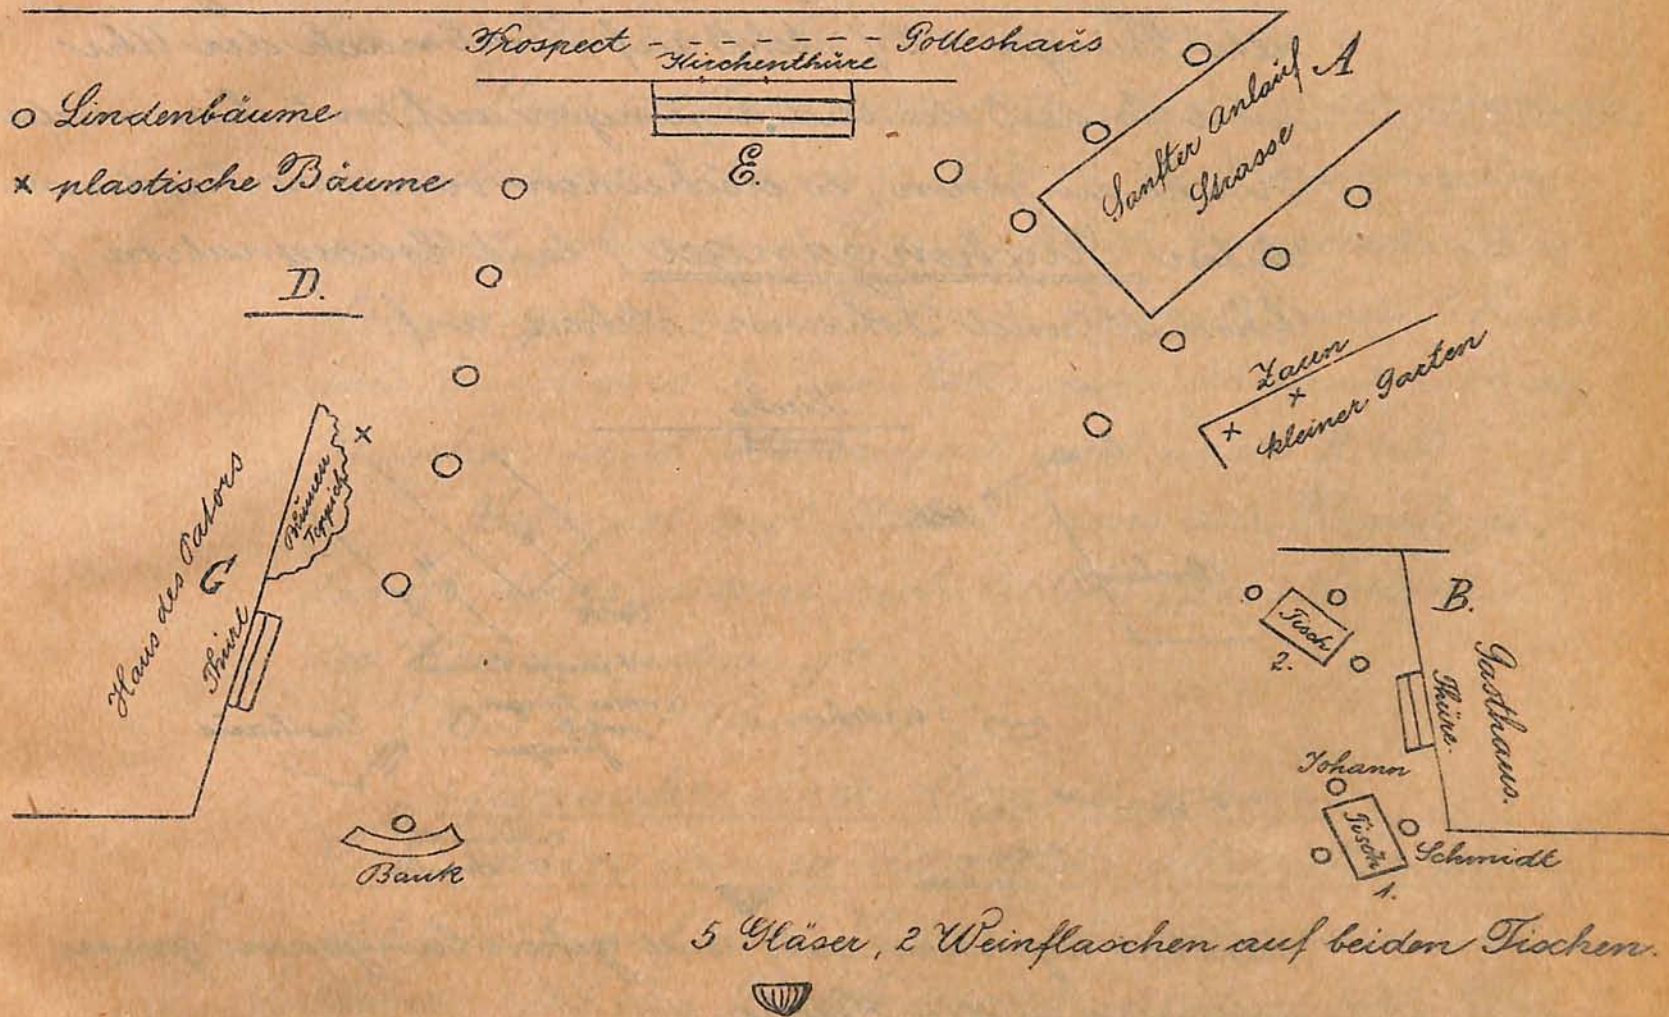 Prospect - - - - - - - Gotteshaus
Kirchenthüre
Lindenbäume
x plastische Bäume
E.
Sanfter Anlauf A
Strasse
D.
Zaun
x
x kleiner Garten
x
Blumen
Teppich
Haus des Pastors
C
Thüre
B.
Gasthaus.
Thüre.
Tisch
2.
Johann
Tisch
Schmidt
1.
Bank
5 Gläser, 2 Weinflaschen auf beiden Tischen.